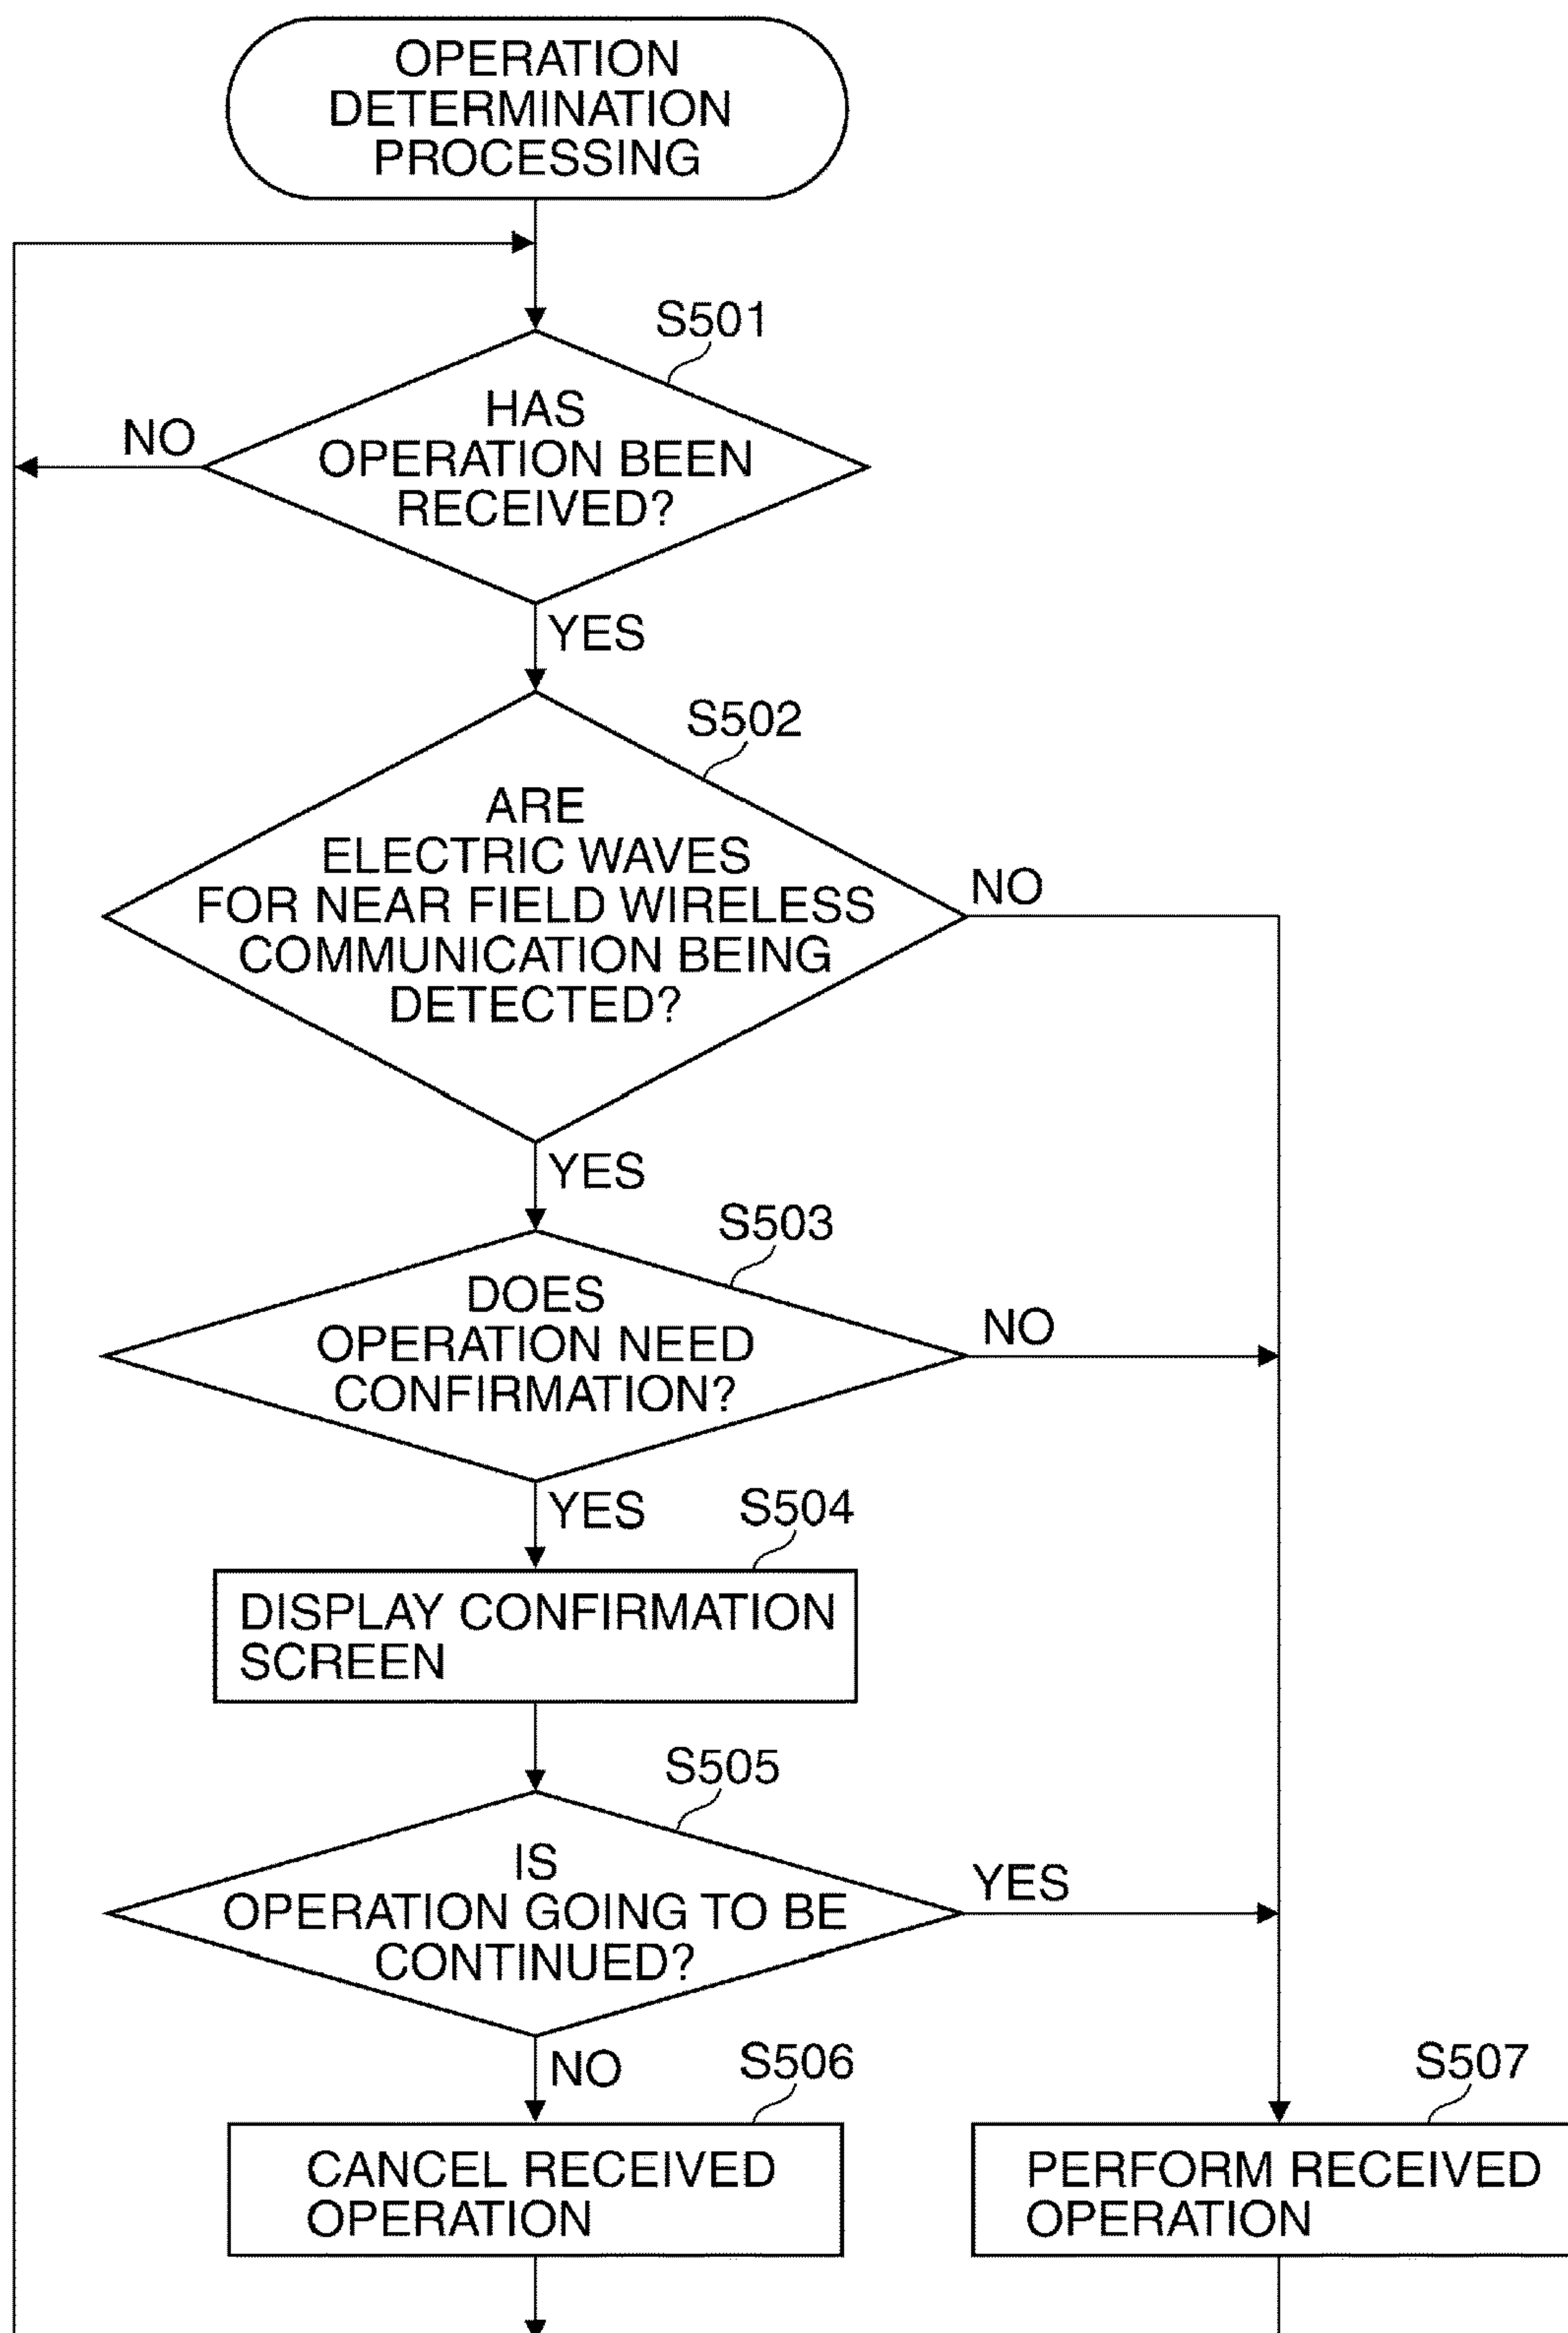 OPERATION
DETERMINATION
PROCESSING
S501
HAS
OPERATION BEEN
RECEIVED?
NO
YES
S502
ARE
ELECTRIC WAVES
FOR NEAR FIELD WIRELESS
COMMUNICATION BEING
DETECTED?
NO
YES
S503
DOES
OPERATION NEED
CONFIRMATION?
NO
YES
S504
DISPLAY CONFIRMATION
SCREEN
S505
IS
OPERATION GOING TO BE
CONTINUED?
YES
NO
S506
CANCEL RECEIVED
OPERATION
S507
PERFORM RECEIVED
OPERATION